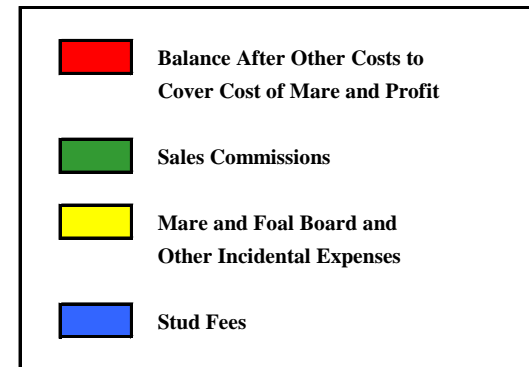 Balance After Other Costs to
Cover Cost of Mare and Profit
Sales Commissions
Mare and Foal Board and
Other Incidental Expenses
Stud Fees